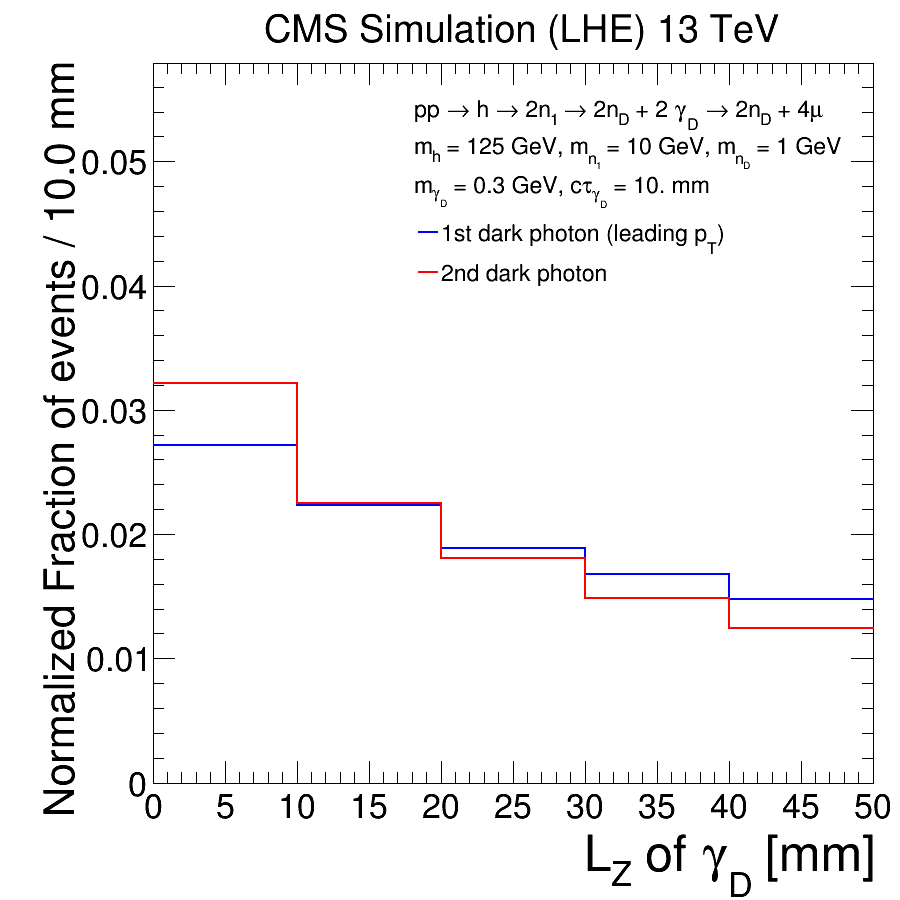 CMS Simulation (LHE) 13 TeV
pp → h → 2n₁ → 2n_D + 2 γ_D → 2n_D + 4μ
m_h = 125 GeV, m_n₁ = 10 GeV, m_n_D = 1 GeV
m_γ_D = 0.3 GeV, cτ_γ_D = 10. mm
1st dark photon (leading p_T)
2nd dark photon
Normalized Fraction of events / 10.0 mm
0.05
0.04
0.03
0.02
0.01
0
0 5 10 15 20 25 30 35 40 45 50
L_Z of γ_D [mm]